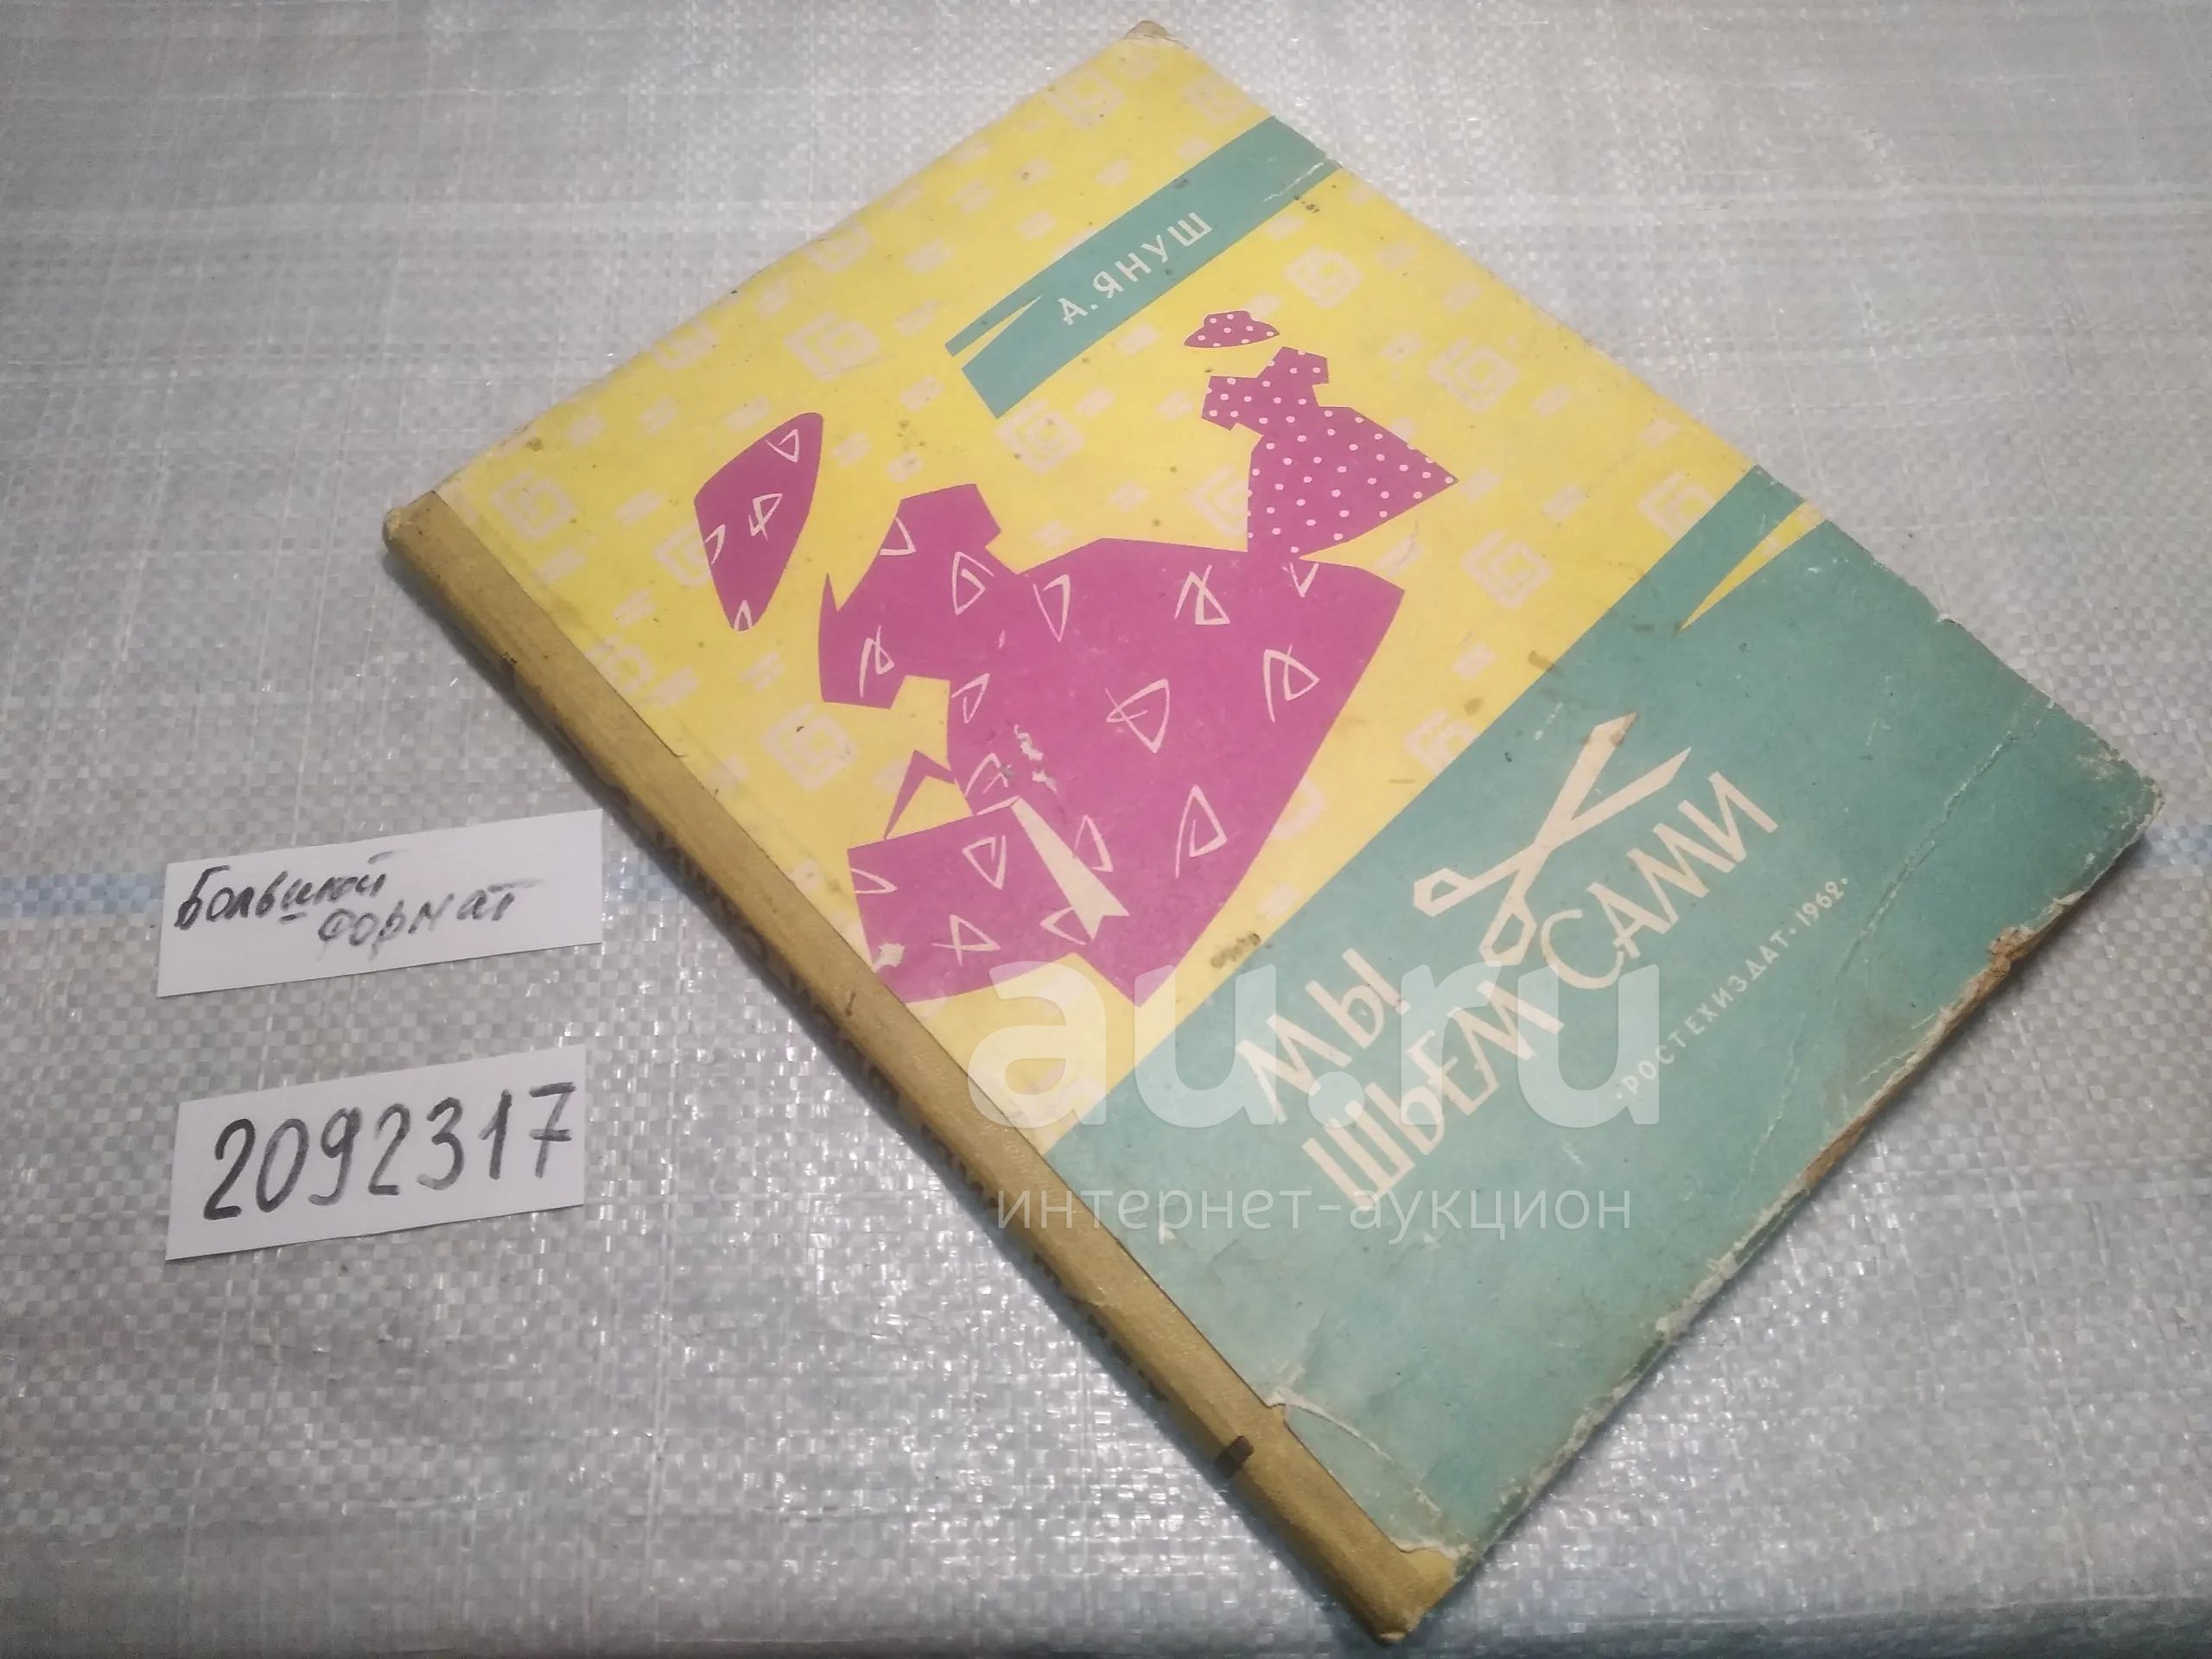 А. ЯНУШ
МЫ
ШЬЕМ САМИ
·РОСТЕХИЗДАТ·1962·
Большой
формат
2092317
au.ru
интернет-аукцион